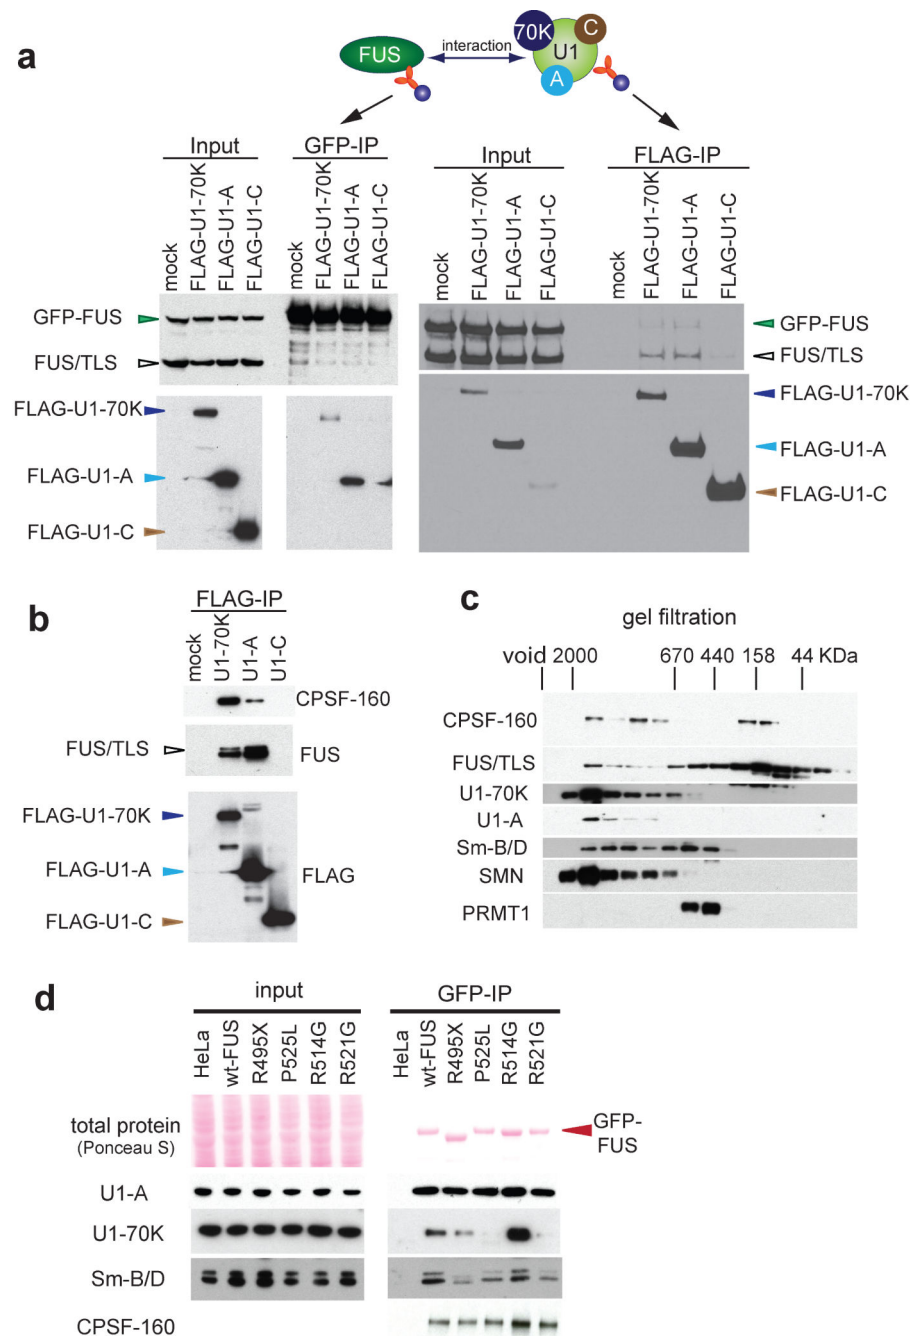 a
FUS
interaction
70K
C
U1
A
Input
GFP-IP
mock
FLAG-U1-70K
FLAG-U1-A
FLAG-U1-C
mock
FLAG-U1-70K
FLAG-U1-A
FLAG-U1-C
GFP-FUS
FUS/TLS
FLAG-U1-70K
FLAG-U1-A
FLAG-U1-C
Input
FLAG-IP
mock
FLAG-U1-70K
FLAG-U1-A
FLAG-U1-C
mock
FLAG-U1-70K
FLAG-U1-A
FLAG-U1-C
GFP-FUS
FUS/TLS
FLAG-U1-70K
FLAG-U1-A
FLAG-U1-C
b
FLAG-IP
mock
U1-70K
U1-A
U1-C
CPSF-160
FUS/TLS
FUS
FLAG-U1-70K
FLAG-U1-A
FLAG
FLAG-U1-C
c
gel filtration
void 2000 670 440 158 44 KDa
CPSF-160
FUS/TLS
U1-70K
U1-A
Sm-B/D
SMN
PRMT1
d
input
GFP-IP
HeLa
wt-FUS
R495X
P525L
R514G
R521G
HeLa
wt-FUS
R495X
P525L
R514G
R521G
total protein
(Ponceau S)
GFP-
FUS
U1-A
U1-70K
Sm-B/D
CPSF-160